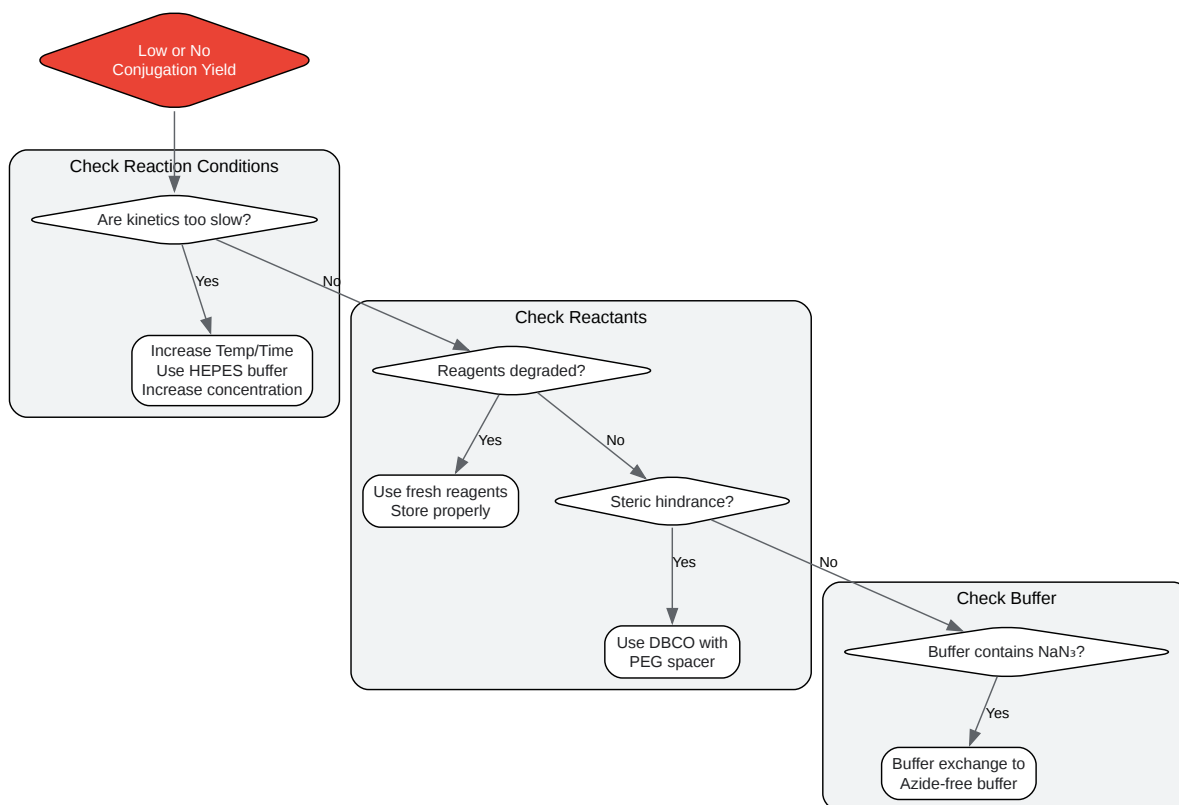 Low or No
Conjugation Yield
Check Reaction Conditions
Are kinetics too slow?
Yes
No
Increase Temp/Time
Use HEPES buffer
Increase concentration
Check Reactants
Reagents degraded?
Yes
No
Use fresh reagents
Store properly
Steric hindrance?
Yes
No
Use DBCO with
PEG spacer
Check Buffer
Buffer contains NaN₃?
Yes
Buffer exchange to
Azide-free buffer